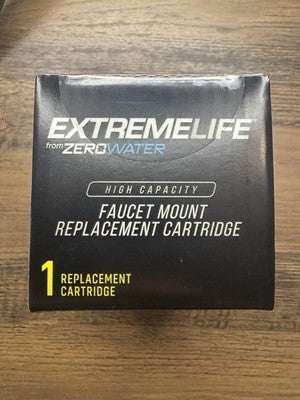 EXTREMELIFE
from ZEROWATER
HIGH CAPACITY
FAUCET MOUNT
REPLACEMENT CARTRIDGE
1 REPLACEMENT
CARTRIDGE